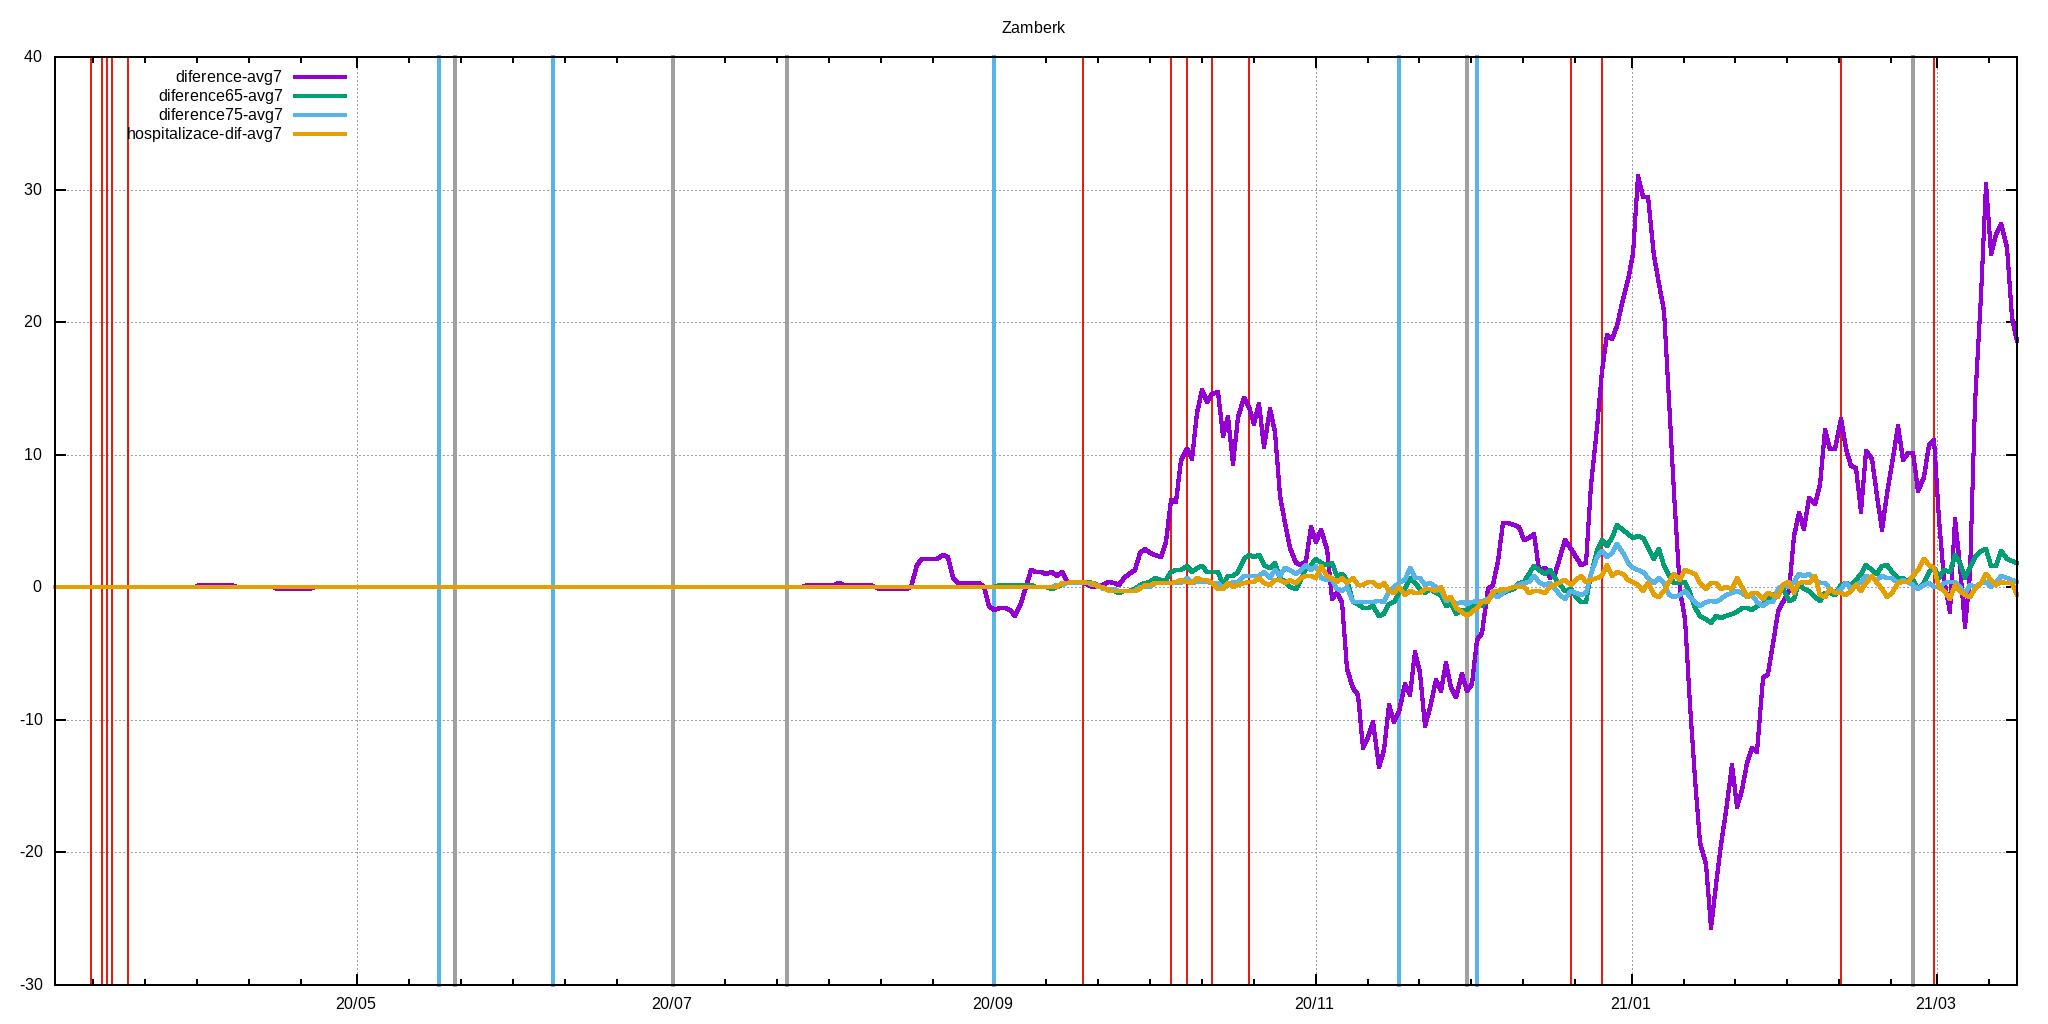 Zamberk
40
diference-avg7
diference65-avg7
diference75-avg7
hospitalizace-dif-avg7
30
20
10
0
-10
-20
-30
20/05 20/07 20/09 20/11 21/01 21/03